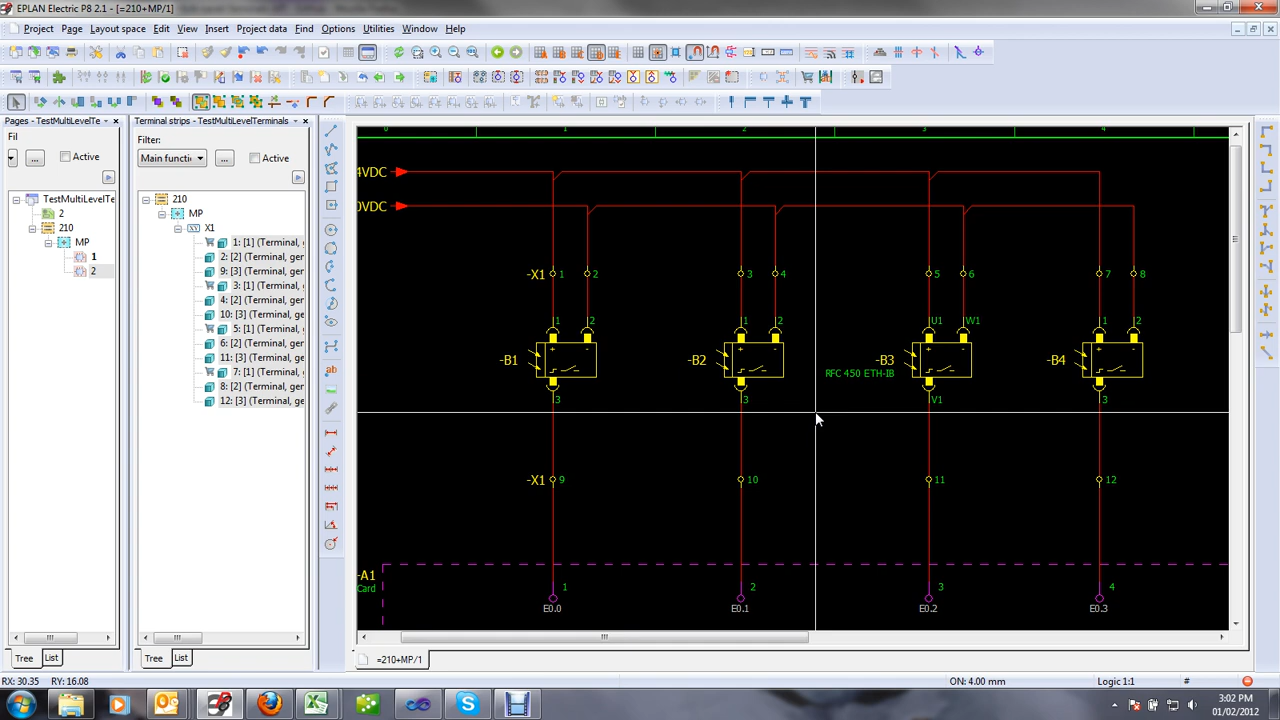 EPLAN Electric P8 2.1 - [=210+MP/1]
Project Page Layout space Edit View Insert Project data Find Options Utilities Window Help
Pages - TestMultiLevelTe
Terminal strips - TestMultiLevelTerminals
Fil
... Active
Filter:
Main functi ... Active
TestMultiLevelTe
2
210
MP
1
2
210
MP
X1
1: [1] (Terminal, g
2: [2] (Terminal, ger
9: [3] (Terminal, ger
3: [1] (Terminal, g
4: [2] (Terminal, ger
10: [3] (Terminal, ge
5: [1] (Terminal, g
6: [2] (Terminal, ger
11: [3] (Terminal, ge
7: [1] (Terminal, g
8: [2] (Terminal, ger
12: [3] (Terminal, ge
0 1 2 3 4
4VDC
0VDC
-X1 1 2 3 4 5 6 7 8
1 2 1 2 U1 W1 1 2
-B1 -B2 -B3 -B4
RFC 450 ETH-IB
3 3 V1 3
-X1 9 10 11 12
-A1
Card
1 2 3 4
E0.0 E0.1 E0.2 E0.3
Tree List
Tree List
=210+MP/1
RX: 30.35 RY: 16.08
ON: 4.00 mm
Logic 1:1
#
3:02 PM
01/02/2012